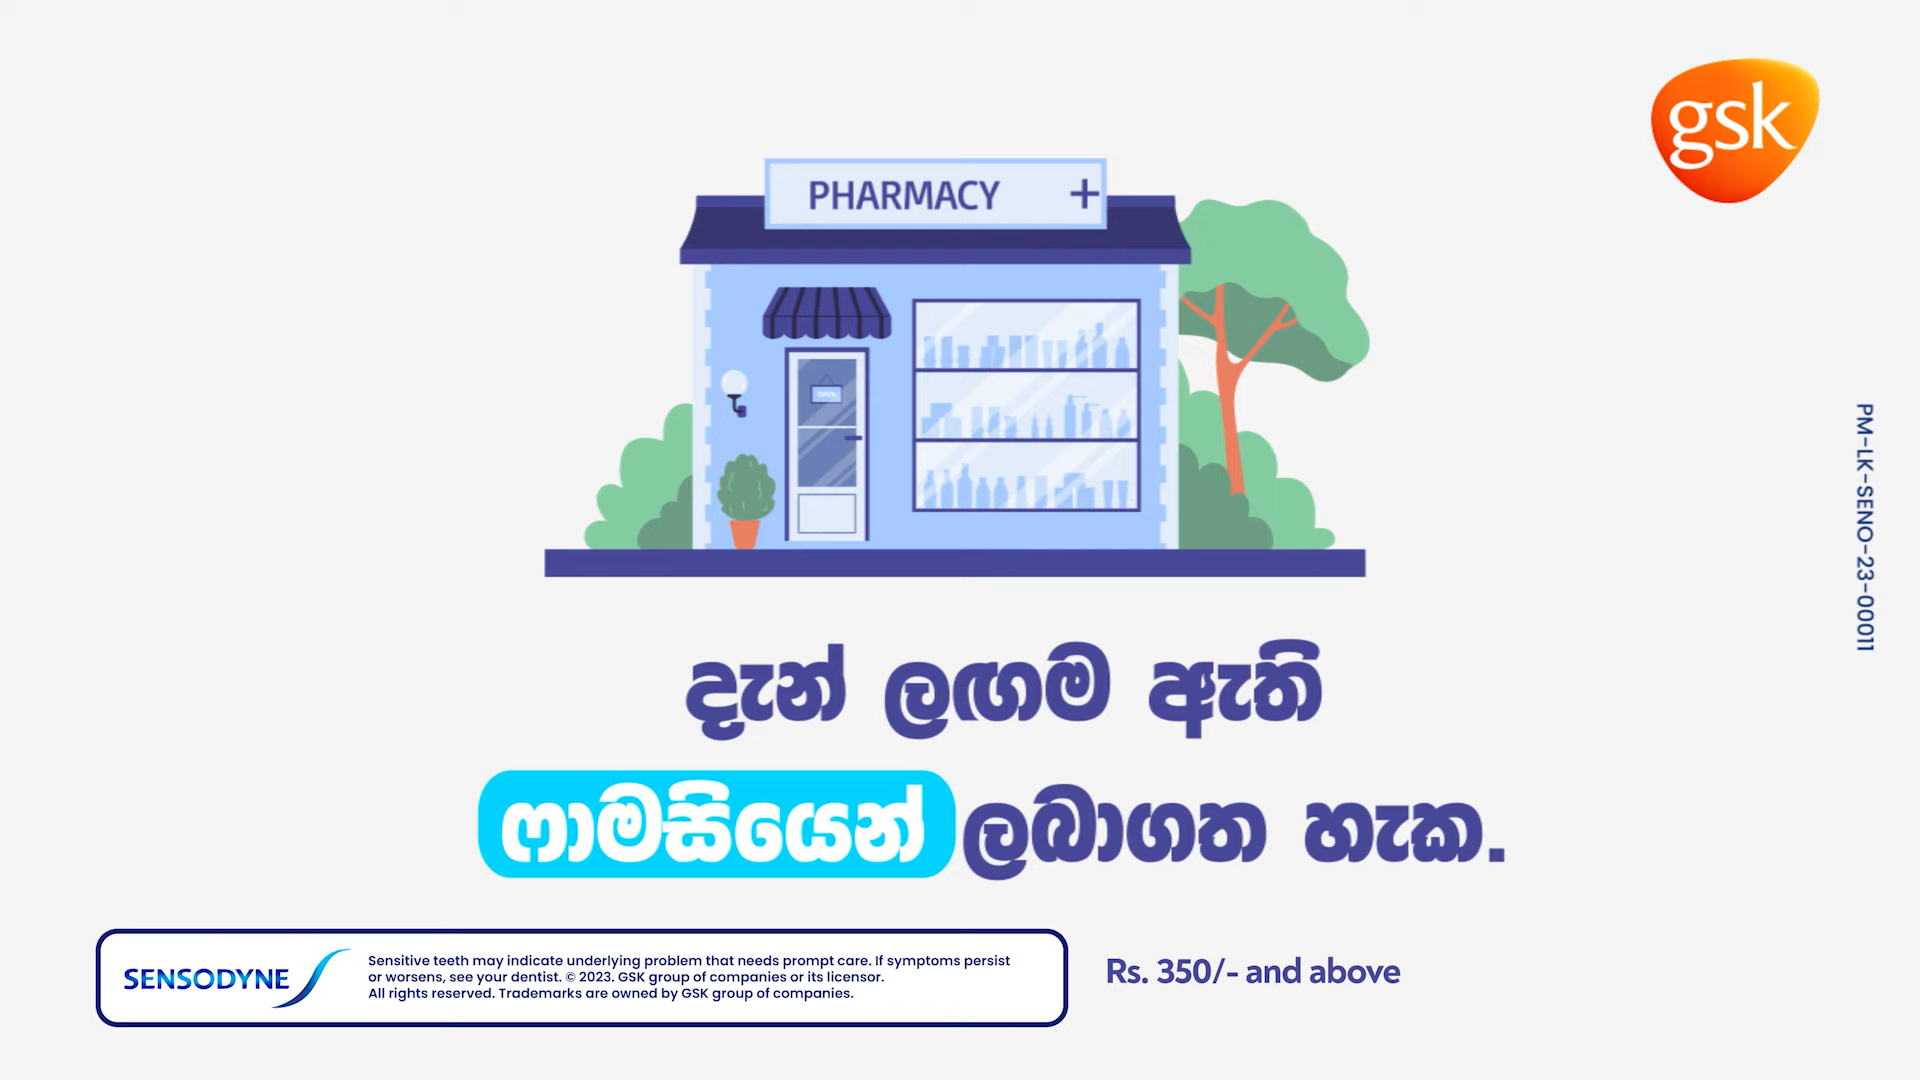 gsk
PHARMACY +
OPEN
PM-LK-SENO-23-00011
දැන් ළඟම ඇති
ෆාමසියෙන් ලබාගත හැක.
SENSODYNE
Sensitive teeth may indicate underlying problem that needs prompt care. If symptoms persist
or worsens, see your dentist. © 2023. GSK group of companies or its licensor.
All rights reserved. Trademarks are owned by GSK group of companies.
Rs. 350/- and above